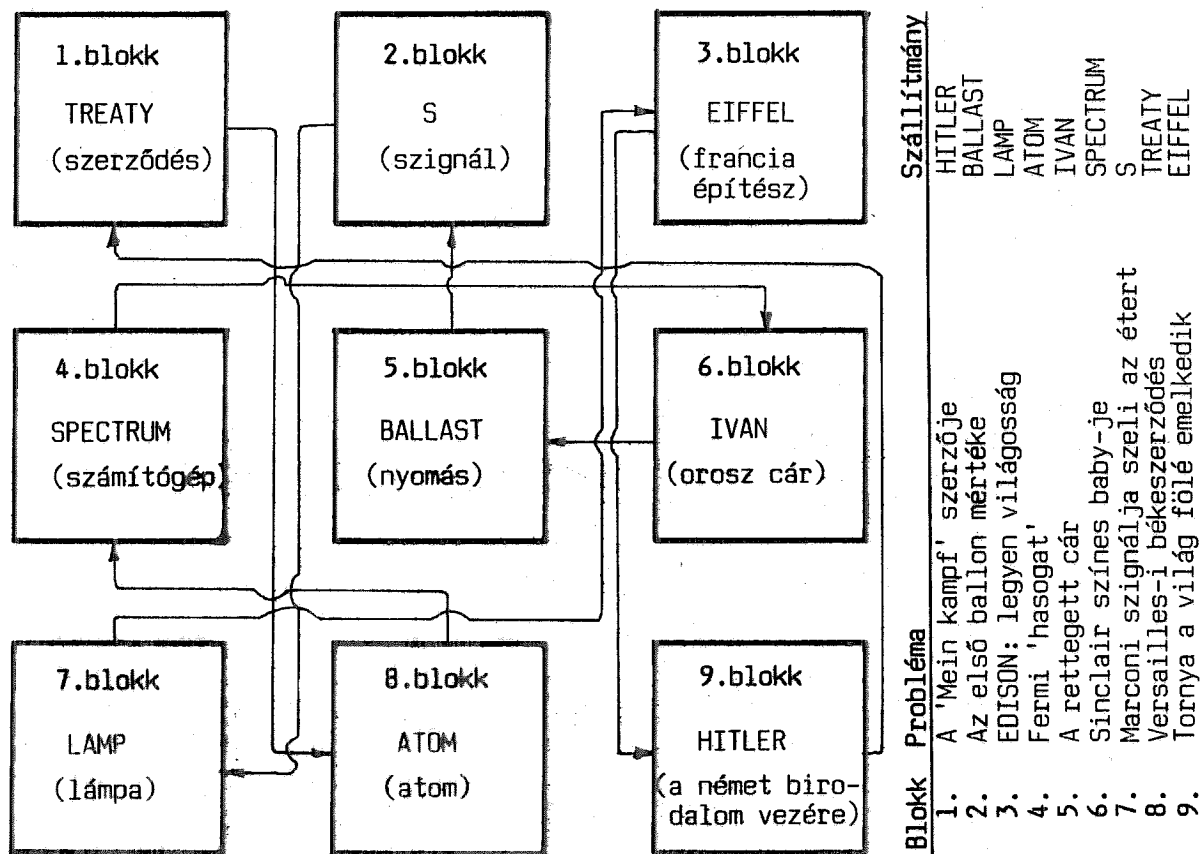 1.blokk
TREATY
(szerződés)
2.blokk
S
(szignál)
3.blokk
EIFFEL
(francia
építész)
4.blokk
SPECTRUM
(számítógép)
5.blokk
BALLAST
(nyomás)
6.blokk
IVAN
(orosz cár)
7.blokk
LAMP
(lámpa)
8.blokk
ATOM
(atom)
9.blokk
HITLER
(a német biro-
dalom vezére)
Blokk Probléma Szállítmány
1. A 'Mein kampf' szerzője HITLER
2. Az első ballon mértéke BALLAST
3. EDISON: legyen világosság LAMP
4. Fermi 'hasogat' ATOM
5. A rettegett cár IVAN
6. Sinclair színes baby-je SPECTRUM
7. Marconi szignálja szeli az étert S
8. Versailles-i békeszerződés TREATY
9. Tornya a világ fölé emelkedik EIFFEL